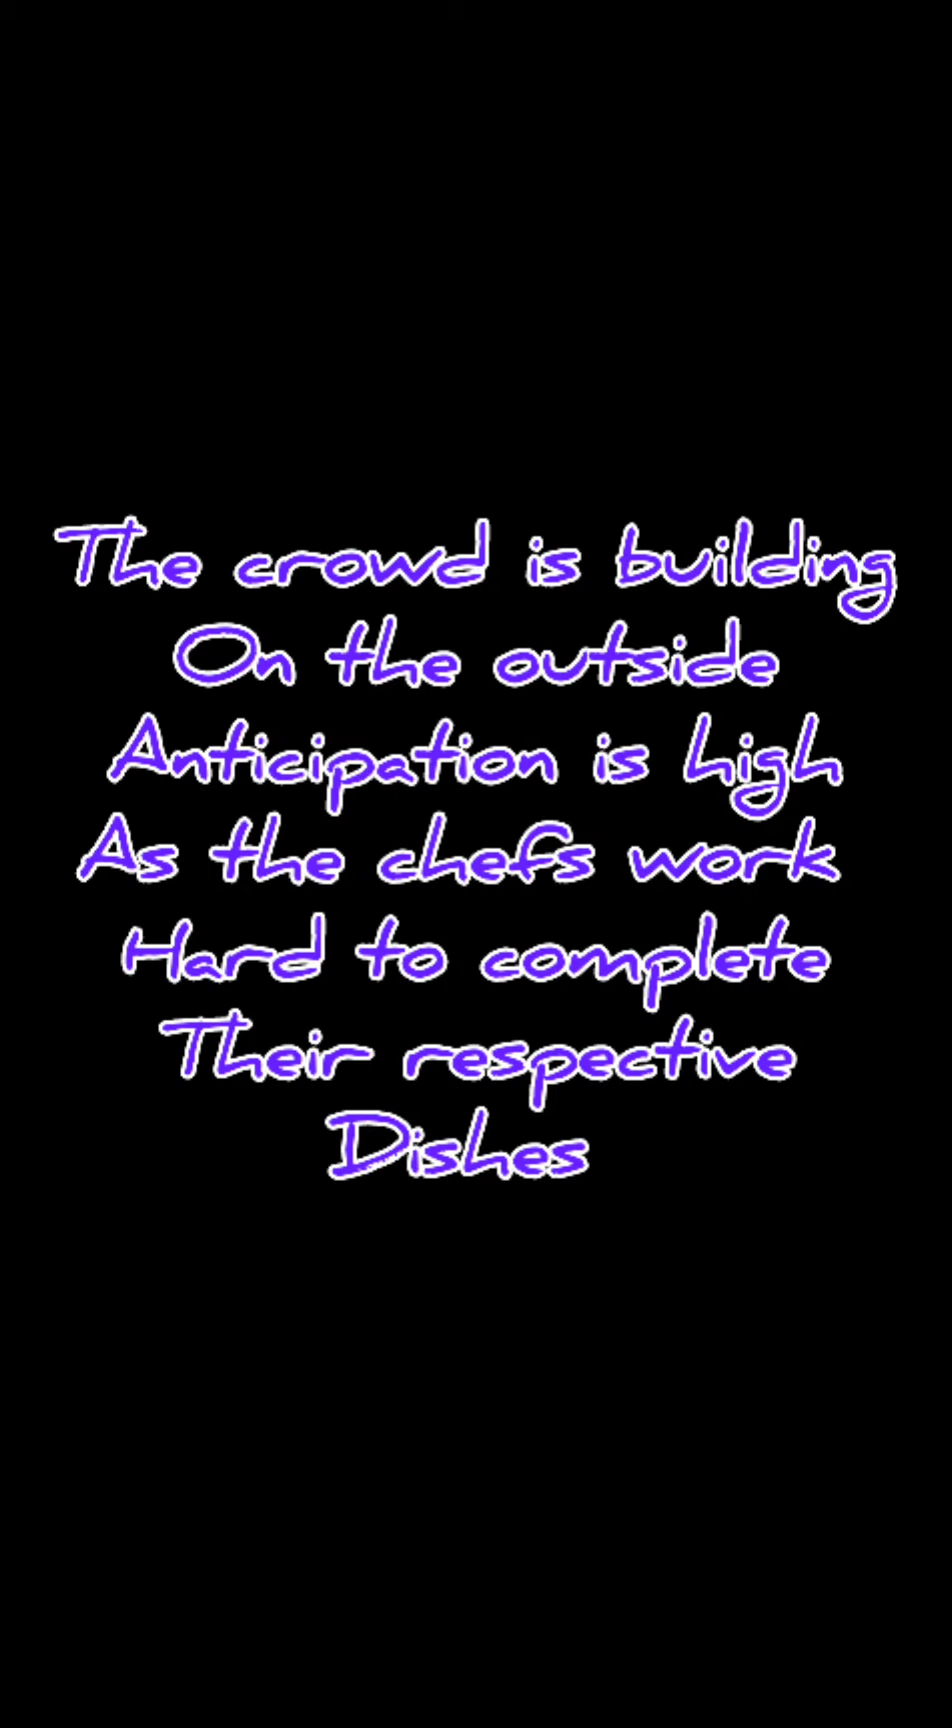 The crowd is building
On the outside
Anticipation is high
As the chefs work
Hard to complete
Their respective
Dishes